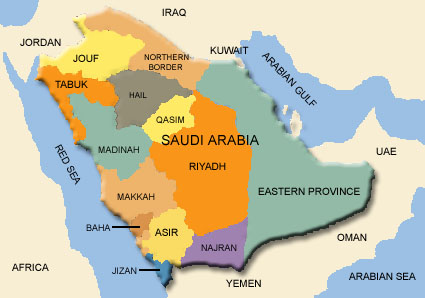 IRAQ
JORDAN
JOUF
NORTHERN
BORDER
KUWAIT
ARABIAN GULF
TABUK
HAIL
QASIM
SAUDI ARABIA
MADINAH
RED SEA
RIYADH
UAE
EASTERN PROVINCE
MAKKAH
BAHA
ASIR
NAJRAN
OMAN
AFRICA
JIZAN
YEMEN
ARABIAN SEA